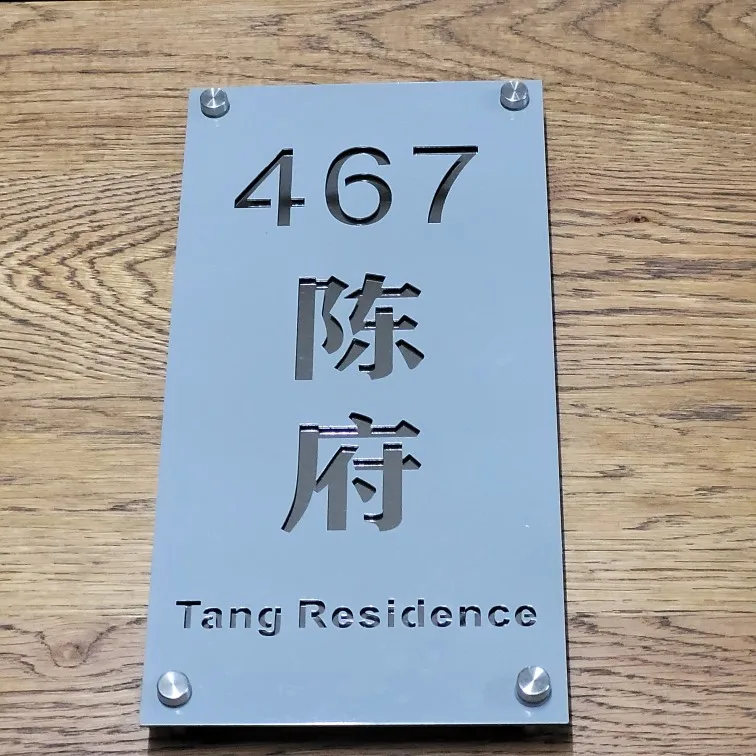 467
陈
府
Tang Residence